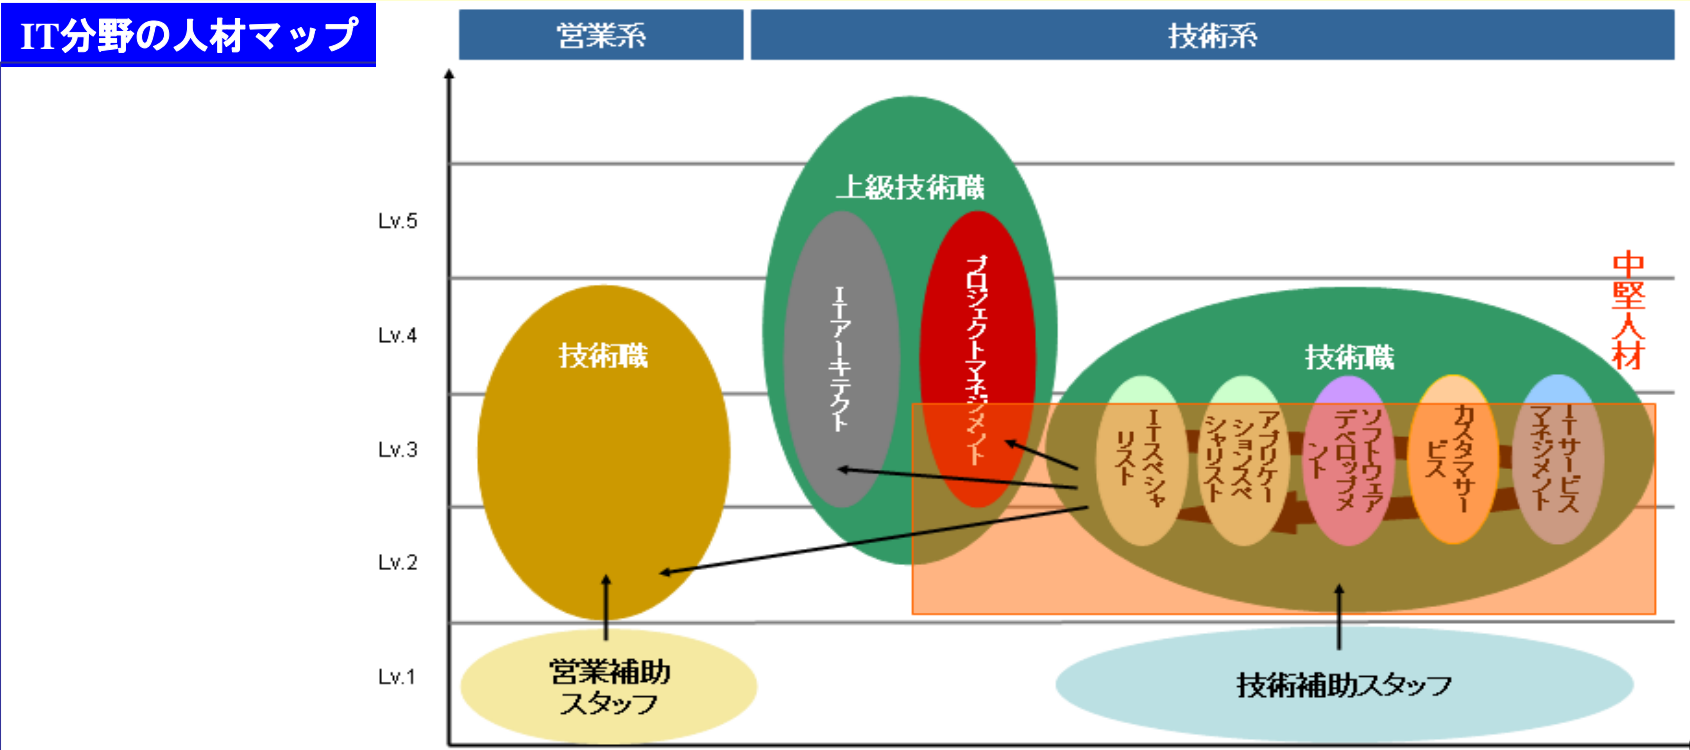 IT分野の人材マップ
営業系
技術系
上級技術職
Lv.5
中堅人材
プロジェクトマネジメント
ITアーキテクト
Lv.4
技術職
技術職
ITスペシャ
リスト
アプリケー
ションスペ
シャリスト
ソフトウェア
デベロップメ
ント
カスタマサー
ビス
ITサービス
マネジメント
Lv.3
Lv.2
営業補助
スタッフ
Lv.1
技術補助スタッフ